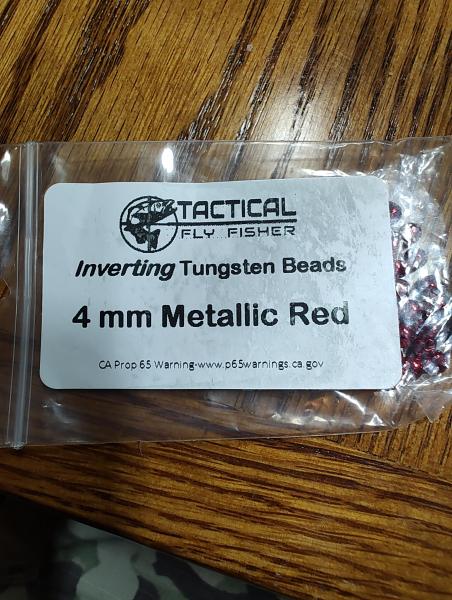 TACTICAL
FLY FISHER
Inverting Tungsten Beads
4 mm Metallic Red
CA Prop 65 Warning-www.p65warnings.ca.gov